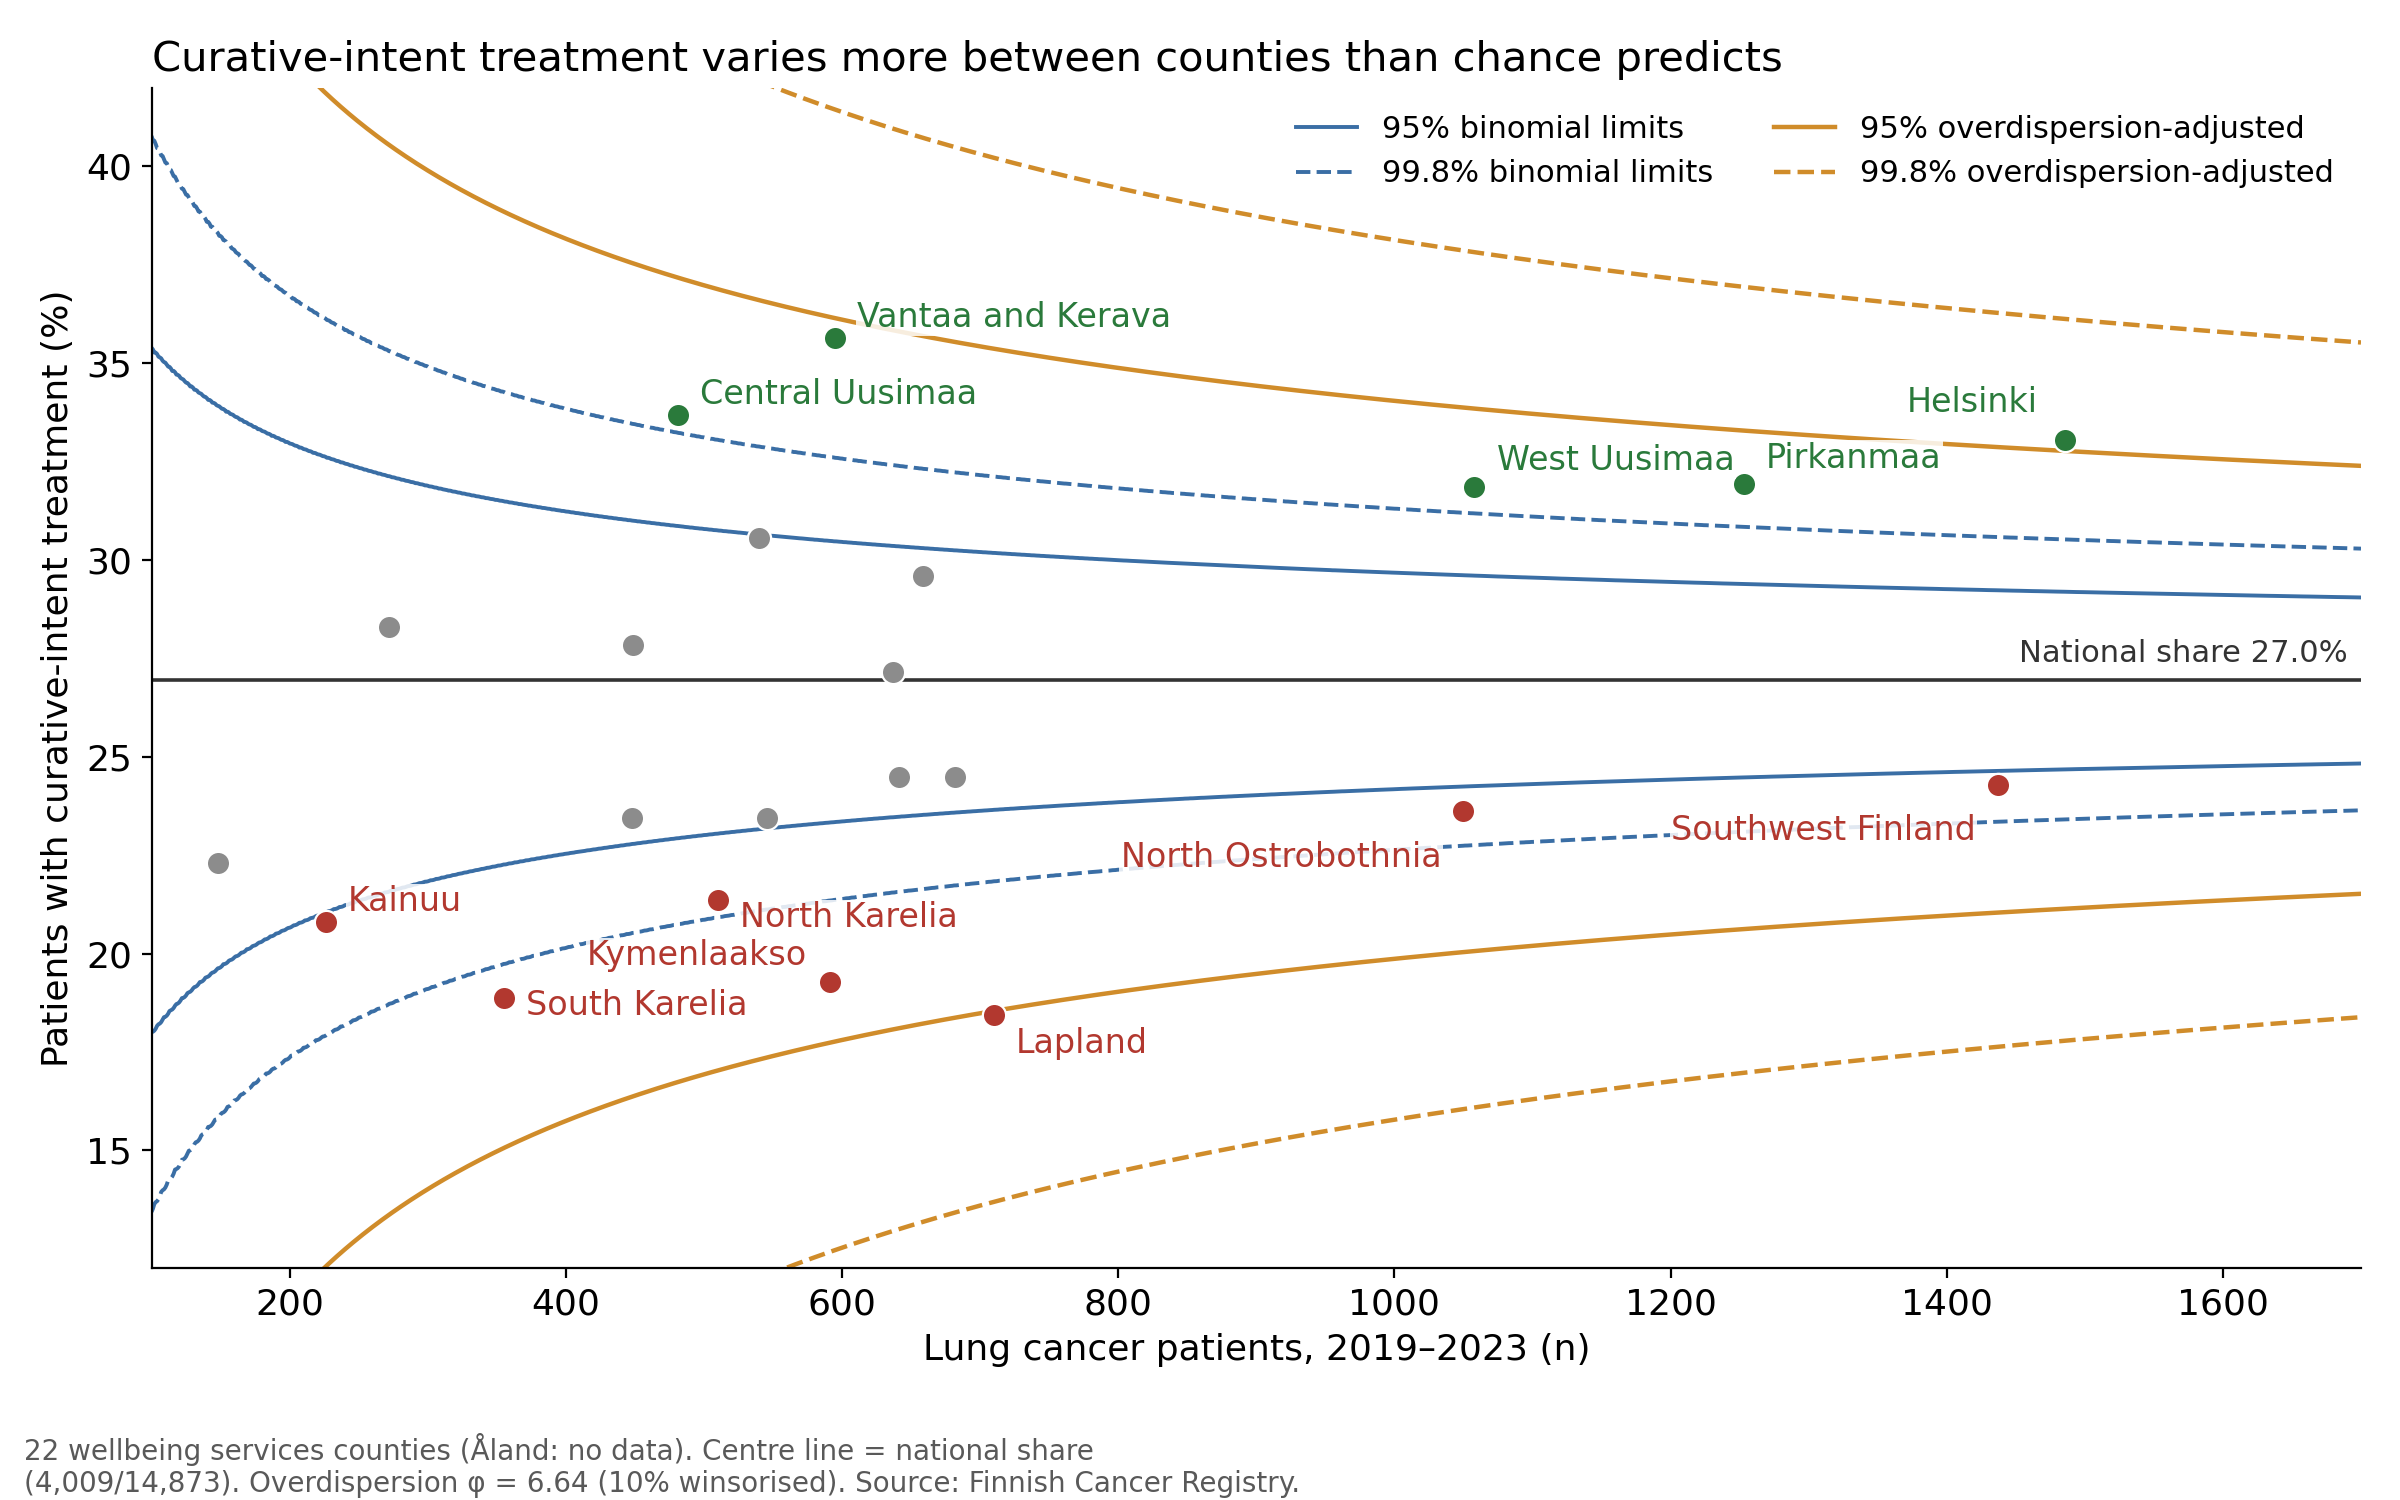 Curative-intent treatment varies more between counties than chance predicts
95% binomial limits
99.8% binomial limits
95% overdispersion-adjusted
99.8% overdispersion-adjusted
Patients with curative-intent treatment (%)
40
35
30
25
20
15
Vantaa and Kerava
Central Uusimaa
Helsinki
West Uusimaa
Pirkanmaa
National share 27.0%
Southwest Finland
North Ostrobothnia
Kainuu
North Karelia
Kymenlaakso
South Karelia
Lapland
200
400
600
800
1000
1200
1400
1600
Lung cancer patients, 2019–2023 (n)
22 wellbeing services counties (Åland: no data). Centre line = national share
(4,009/14,873). Overdispersion φ = 6.64 (10% winsorised). Source: Finnish Cancer Registry.